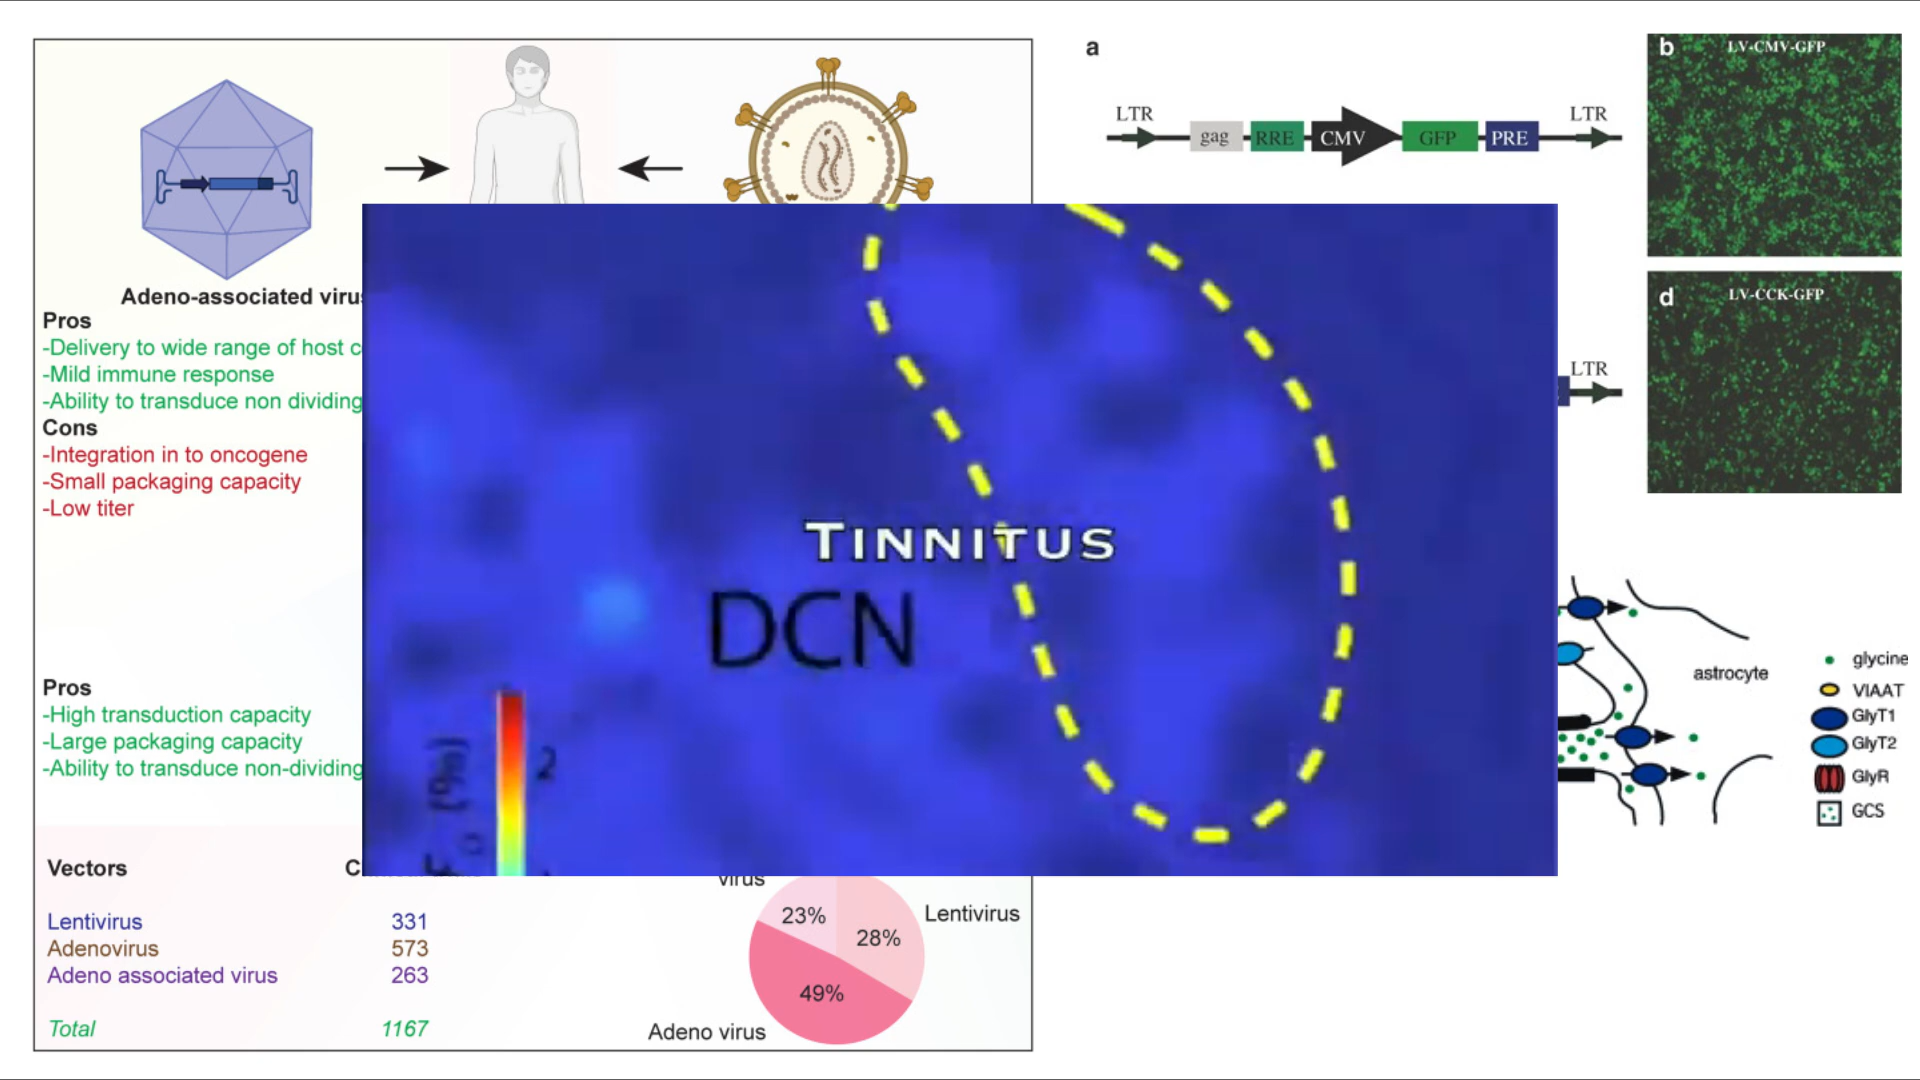 Adeno-associated
Pros
-Delivery to wide range of host
-Mild immune response
-Ability to transduce non dividing
Cons
-Integration in to oncogene
-Small packaging capacity
-Low titer
Pros
-High transduction capacity
-Large packaging capacity
-Ability to transduce non-dividing
Vectors
Lentivirus 331
Adenovirus 573
Adeno associated virus 263
Total 1167
virus
23%
28%
Lentivirus
49%
Adeno virus
TINNITUS
DCN
(%)
2
a
LTR
gag RRE CMV GFP PRE
LTR
b LV-CMV-GFP
d LV-CCK-GFP
LTR
astrocyte
glycine
VIAAT
GlyT1
GlyT2
GlyR
GCS